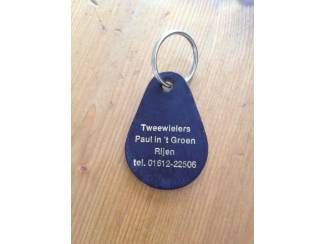 Tweewielers
Paul in 't Groen
Rijen
tel. 01612-22506